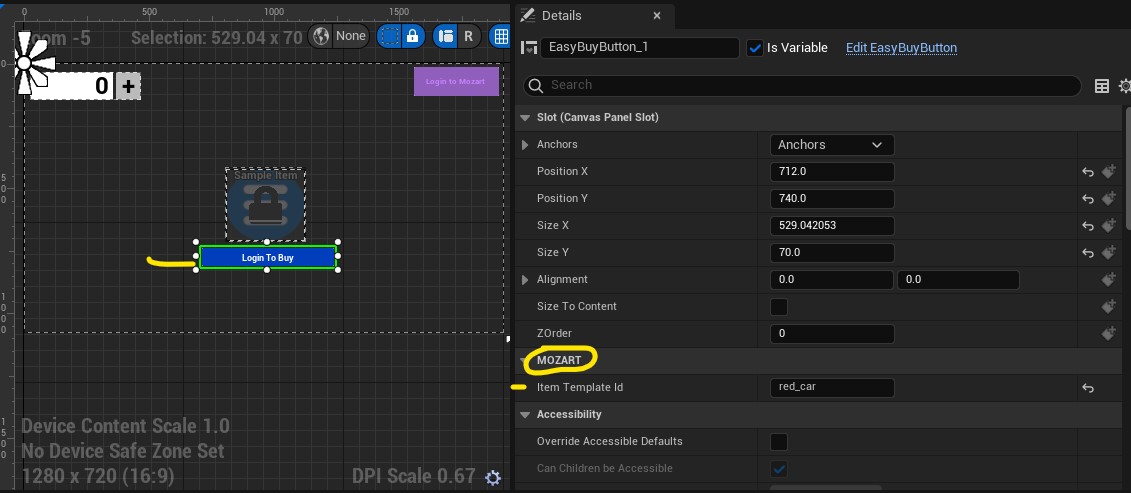 0 500 1000 1500
Zoom -5
Selection: 529.04 x 70
None
R
0
0 +
Login to Mozart
Sample Item
500
Login To Buy
1000
1500
Device Content Scale 1.0
No Device Safe Zone Set
1280 x 720 (16:9)
DPI Scale 0.67
Details
EasyBuyButton_1
Is Variable
Edit EasyBuyButton
Search
Slot (Canvas Panel Slot)
Anchors Anchors
Position X 712.0
Position Y 740.0
Size X 529.042053
Size Y 70.0
Alignment 0.0 0.0
Size To Content
ZOrder 0
MOZART
Item Template Id red_car
Accessibility
Override Accessible Defaults
Can Children be Accessible